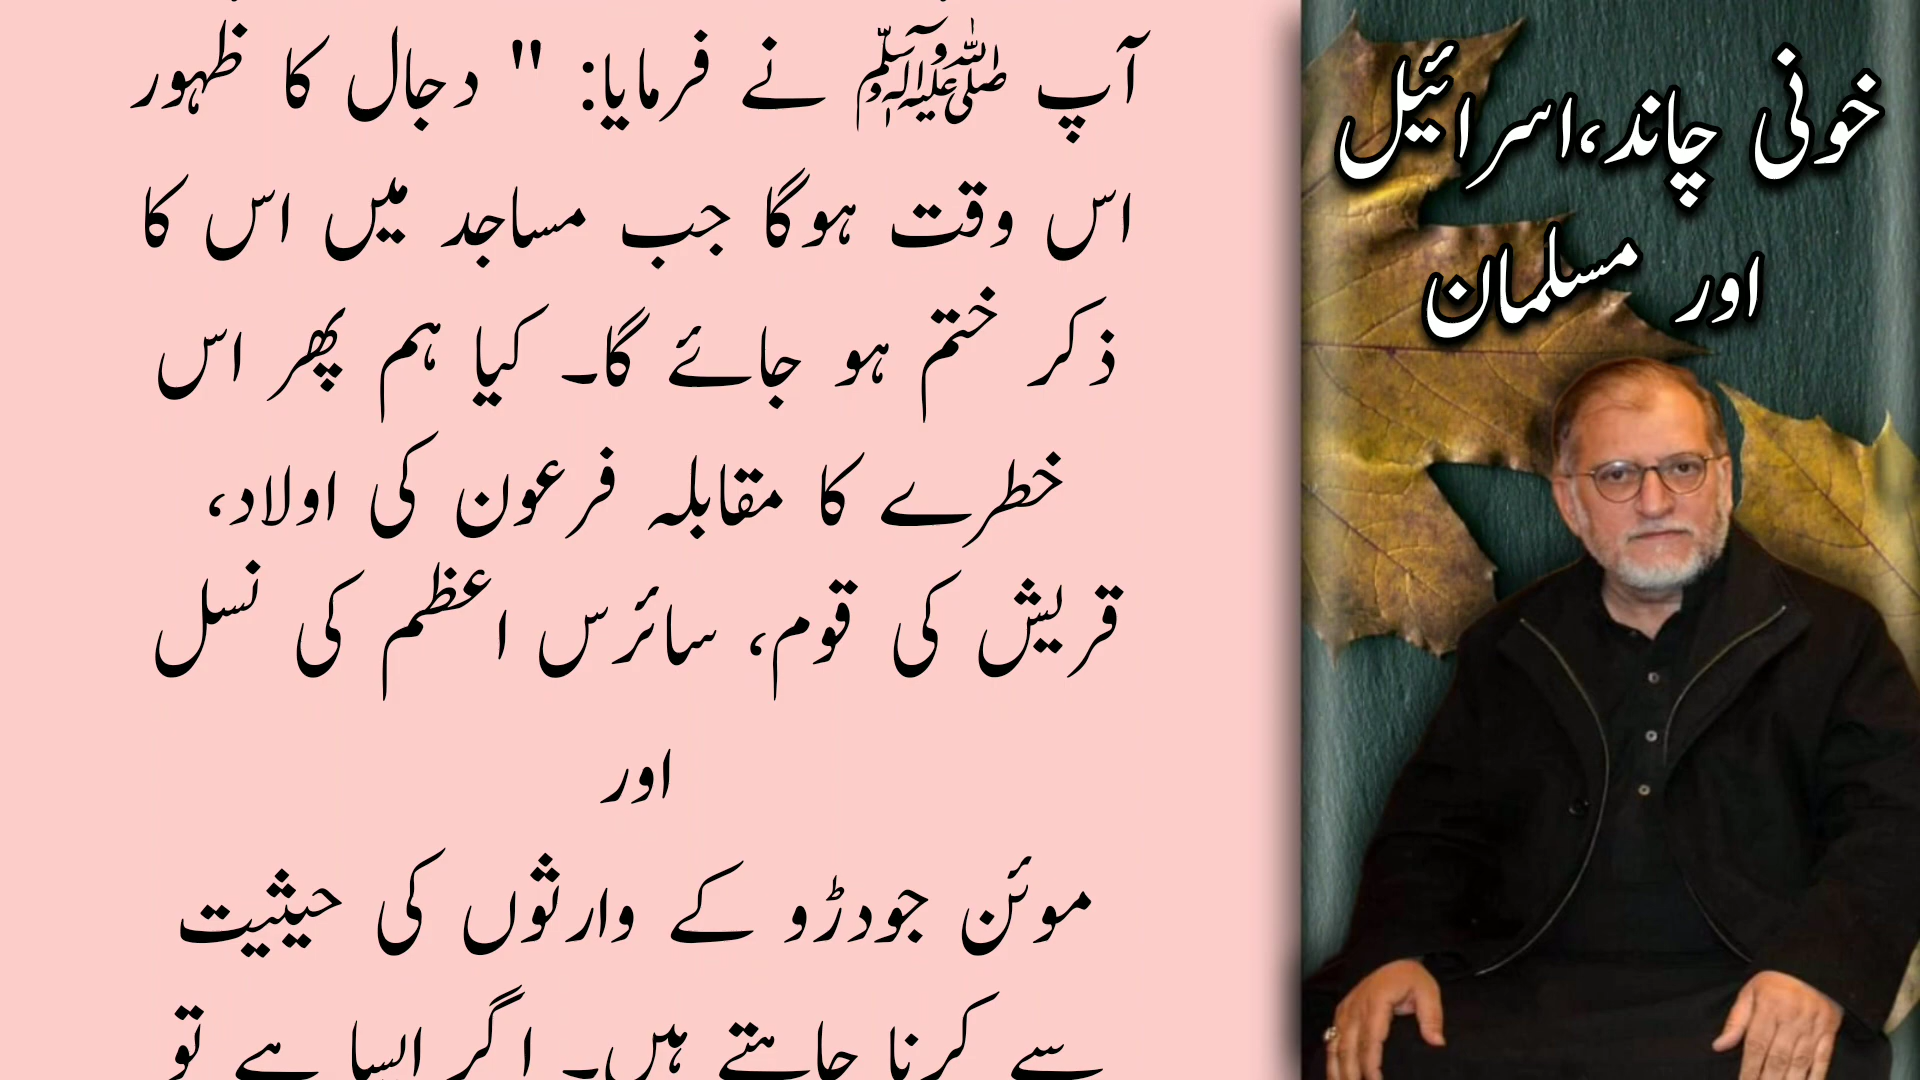 آپ ﷺ نے فرمایا: " دجال کا ظہور
اس وقت ہوگا جب مساجد میں اس کا
ذکر ختم ہو جائے گا۔ کیا ہم پھر اس
خطرے کا مقابلہ فرعون کی اولاد،
قریش کی قوم، سائرس اعظم کی نسل
اور
موئن جودڑو کے وارثوں کی حیثیت
سے کرنا چاہتے ہیں۔ اگر ایسا ہے تو
خونی چاند،اسرائیل
اور مسلمان